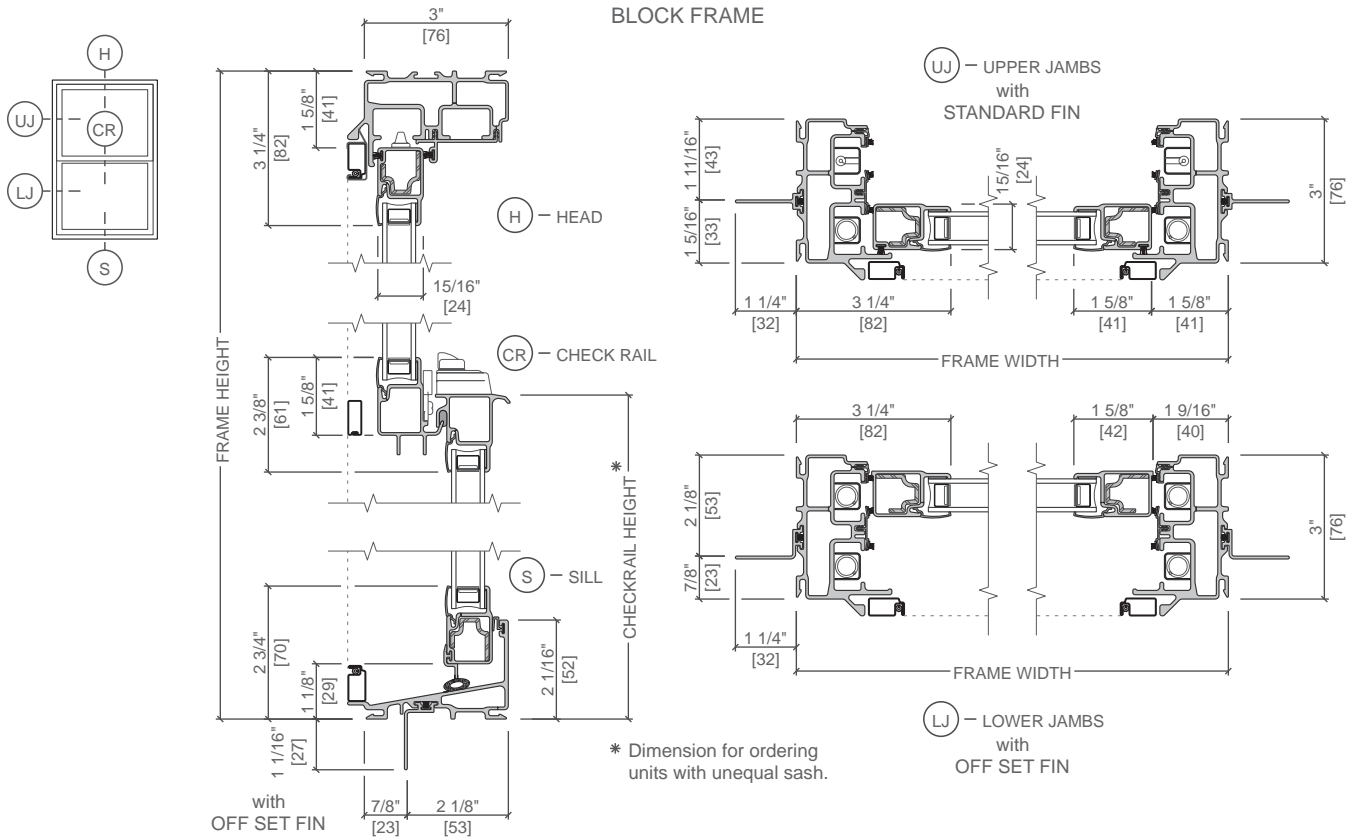 BLOCK FRAME
H
UJ
CR
LJ
S
3"
[76]
1 5/8"
[41]
3 1/4"
[82]
H – HEAD
15/16"
[24]
CR – CHECK RAIL
FRAME HEIGHT
2 3/8"
[61]
1 5/8"
[41]
CHECKRAIL HEIGHT *
S – SILL
2 3/4"
[70]
1 1/8"
[29]
2 1/16"
[52]
1 1/16"
[27]
with
OFF SET FIN
7/8"
[23]
2 1/8"
[53]
* Dimension for ordering
units with unequal sash.
UJ – UPPER JAMBS
with
STANDARD FIN
1 11/16"
[43]
1 5/16"
[33]
15/16"
[24]
3"
[76]
1 1/4"
[32]
3 1/4"
[82]
1 5/8"
[41]
1 5/8"
[41]
FRAME WIDTH
3 1/4"
[82]
1 5/8"
[42]
1 9/16"
[40]
2 1/8"
[53]
7/8"
[23]
3"
[76]
1 1/4"
[32]
FRAME WIDTH
LJ – LOWER JAMBS
with
OFF SET FIN